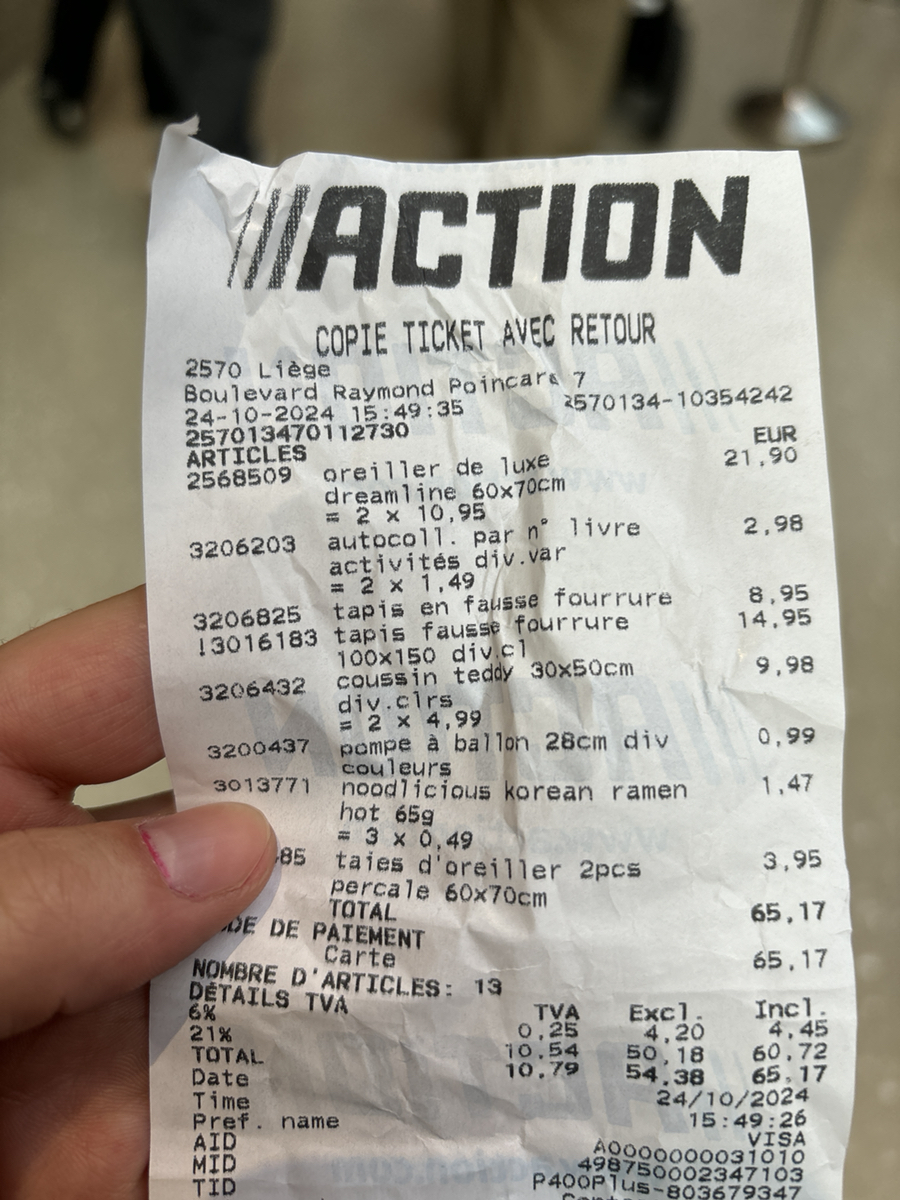 ACTION
COPIE TICKET AVEC RETOUR
2570 Liège
Boulevard Raymond Poincaré 7
24-10-2024 15:49:35 2570134-10354242
257013470112730
ARTICLES EUR
2568509 oreiller de luxe 21,90
dreamline 60x70cm
= 2 x 10,95
3206203 autocoll. par n° livre 2,98
activités div.var
= 2 x 1,49
3206825 tapis en fausse fourrure 8,95
!3016183 tapis fausse fourrure 14,95
100x150 div.cl
3206432 coussin teddy 30x50cm 9,98
div.clrs
= 2 x 4,99
3200437 pompe à ballon 28cm div 0,99
couleurs
3013771 noodlicious korean ramen 1,47
hot 65g
= 3 x 0,49
85 taies d'oreiller 2pcs 3,95
percale 60x70cm
TOTAL 65,17
DE DE PAIEMENT
Carte 65,17
NOMBRE D'ARTICLES: 13
DÉTAILS TVA TVA Excl. Incl.
6% 0,25 4,20 4,45
21% 10,54 50,18 60,72
TOTAL 10,79 54,38 65,17
Date 24/10/2024
Time 15:49:26
Pref. name VISA
AID A0000000031010
MID 498750002347103
TID P400Plus-803679347